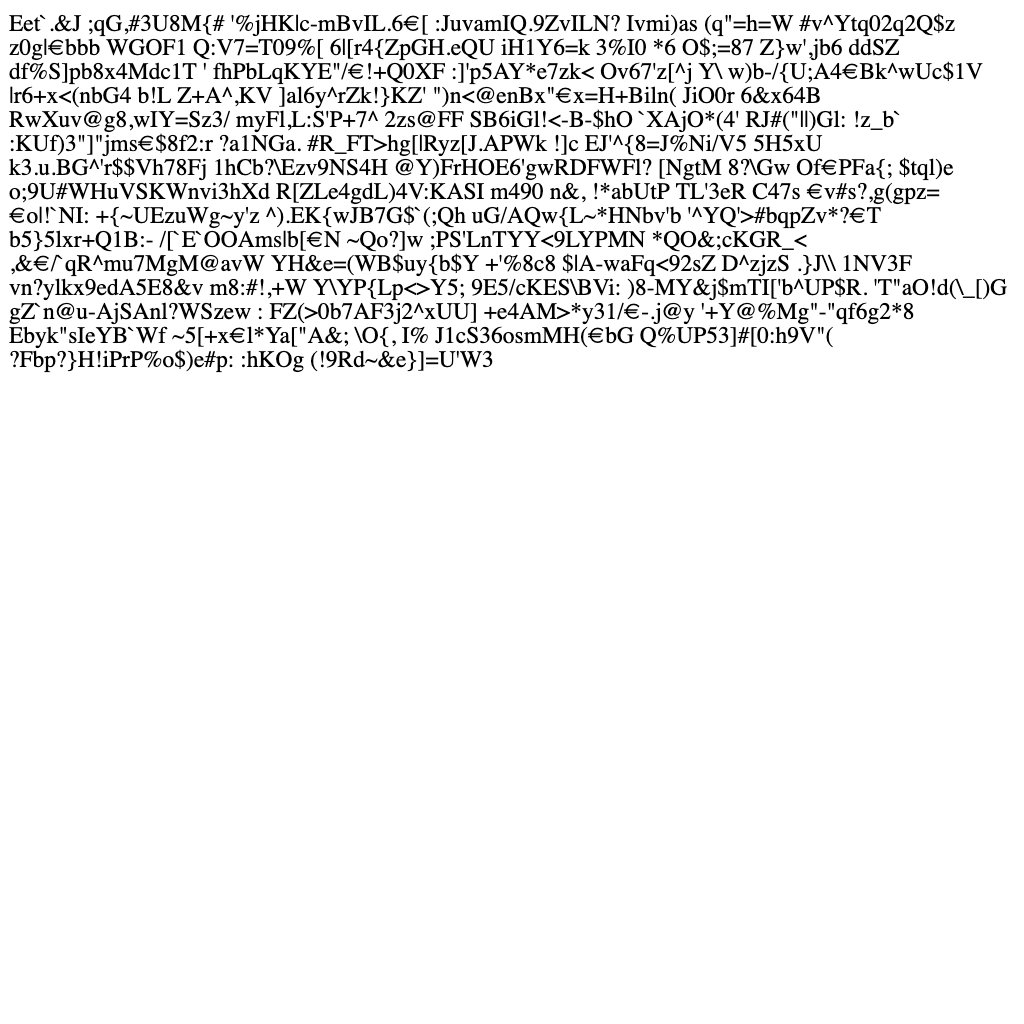 Eet`.&J ;qG,#3U8M{# '%jHK|c-mBvIL.6€[ :JuvamIQ.9ZvILN? Ivmi)as (q"=h=W #v^Ytq02q2Q$z
z0g|€bbb WGOF1 Q:V7=T09%[ 6|[r4{ZpGH.eQU iH1Y6=k 3%I0 *6 O$;=87 Z}w',jb6 ddSZ
df%S]pb8x4Mdc1T ' fhPbLqKYE"/€!+Q0XF :]'p5AY*e7zk< Ov67'z[^j Y\ w)b-/{U;A4€Bk^wUc$1V
|r6+x<(nbG4 b!L Z+A^,KV ]al6y^rZk!}KZ' ")n<@enBx"€x=H+Biln( JiO0r 6&x64B
RwXuv@g8,wIY=Sz3/ myFl,L:S'P+7^ 2zs@FF SB6iGl!<-B-$hO `XAjO*(4' RJ#("||)Gl: !z_b`
:KUf)3"]"jms€$8f2:r ?a1NGa. #R_FT>hg[|Ryz[J.APWk !]c EJ'^{8=J%Ni/V5 5H5xU
k3.u.BG^'r$$Vh78Fj 1hCb?\Ezv9NS4H @Y)FrHOE6'gwRDFWFl? [NgtM 8?\Gw Of€PFa{; $tql)e
o;9U#WHuVSKWnvi3hXd R[ZLe4gdL)4V:KASI m490 n&, !*abUtP TL'3eR C47s €v#s?,g(gpz=
€ol!`NI: +{~UEzuWg~y'z ^).EK{wJB7G$`(;Qh uG/AQw{L~*HNbv'b '^YQ'>#bqpZv*?€T
b5}5lxr+Q1B:- /[`E`OOAms|b[€N ~Qo?]w ;PS'LnTYY<9LYPMN *QO&;cKGR_<
,&€/`qR^mu7MgM@avW YH&e=(WB$uy{b$Y +'%8c8 $|A-waFq<92sZ D^zjzS .}J\\ 1NV3F
vn?ylkx9edA5E8&v m8:#!,+W Y\YP{Lp<>Y5; 9E5/cKES\BVi: )8-MY&j$mTI['b^UP$R. 'T"aO!d(\_[)G
gZ`n@u-AjSAnl?WSzew : FZ(>0b7AF3j2^xUU] +e4AM>*y31/€-.j@y '+Y@%Mg"-"qf6g2*8
Ebyk"sIeYB`Wf ~5[+x€l*Ya["A&; \O{, I% J1cS36osmMH(€bG Q%UP53]#[0:h9V"(
?Fbp?}H!iPrP%o$)e#p: :hKOg (!9Rd~&e}]=U'W3